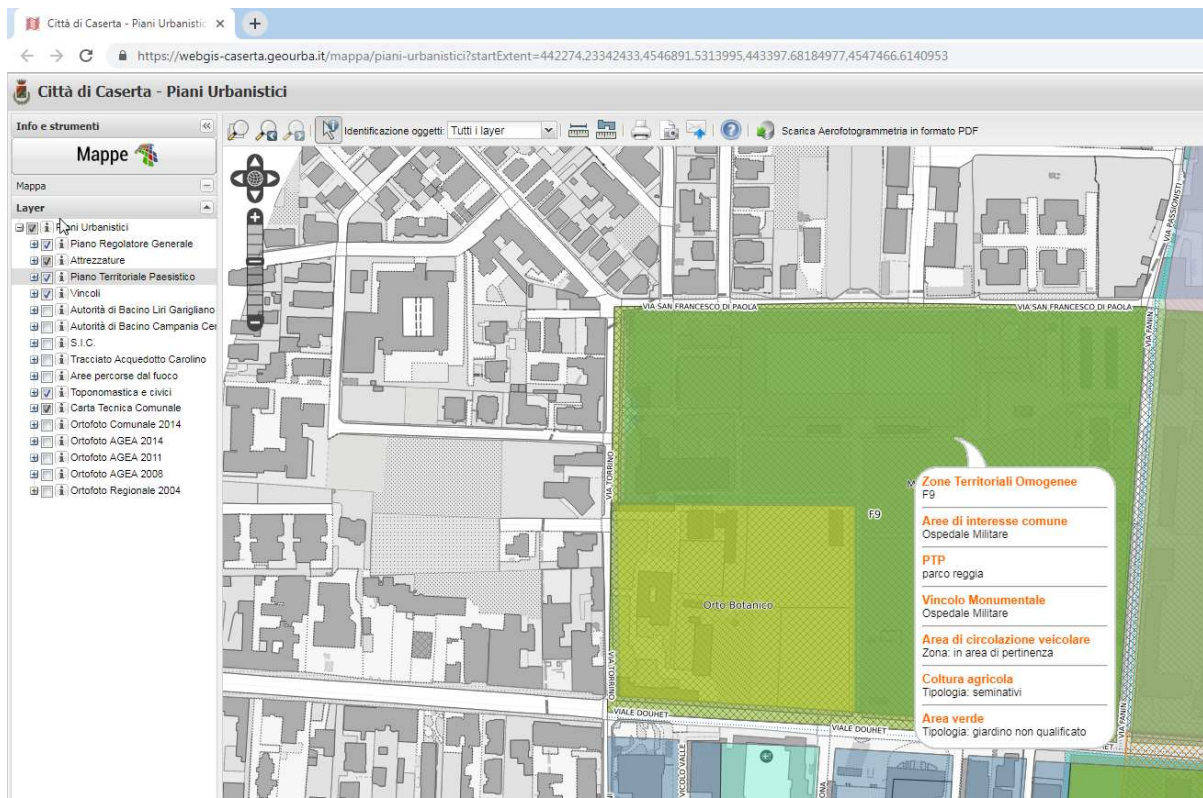 Città di Caserta - Piani Urbanistic
https://webgis-caserta.geourba.it/mappa/piani-urbanistici?startExtent=442274,23342433,4546891.5313995,443397.68184977,4547466.6140953
Città di Caserta - Piani Urbanistici
Info e strumenti
Identificazione oggetti: Tutti i layer
Scarica Aerofotogrammetria in formato PDF
Mappe
Mappa
Layer
Piano Regolatore Generale
Attrezzature
Piano Territoriale Paesistico
Vincoli
Autorità di Bacino Liri Garigliano
Autorità di Bacino Campania Cer
S.I.C.
Tracciato Acquedotto Carolino
Aree percorse dal fuoco
Toponomastica e civici
Carta Tecnica Comunale
Ortofoto Comunale 2014
Ortofoto AGEA 2014
Ortofoto AGEA 2011
Ortofoto AGEA 2008
Ortofoto Regionale 2004
VIA PASSIONISTI
VIA SAN FRANCESCO DI PAOLA
VIA SAN FRANCESCO DI PAOLA
VIA FANIN
VIA TORRINO
F9
Orto Botanico
Zone Territoriali Omogenee
F9
Aree di interesse comune
Ospedale Militare
PTP
parco reggia
Vincolo Monumentale
Ospedale Militare
Area di circolazione veicolare
Zona: in area di pertinenza
Coltura agricola
Tipologia: seminativi
Area verde
Tipologia: giardino non qualificato
VIA TORRINO
VIA FANIN
VIALE DOUHET
VIALE DOUHET
VICOLO VALLE